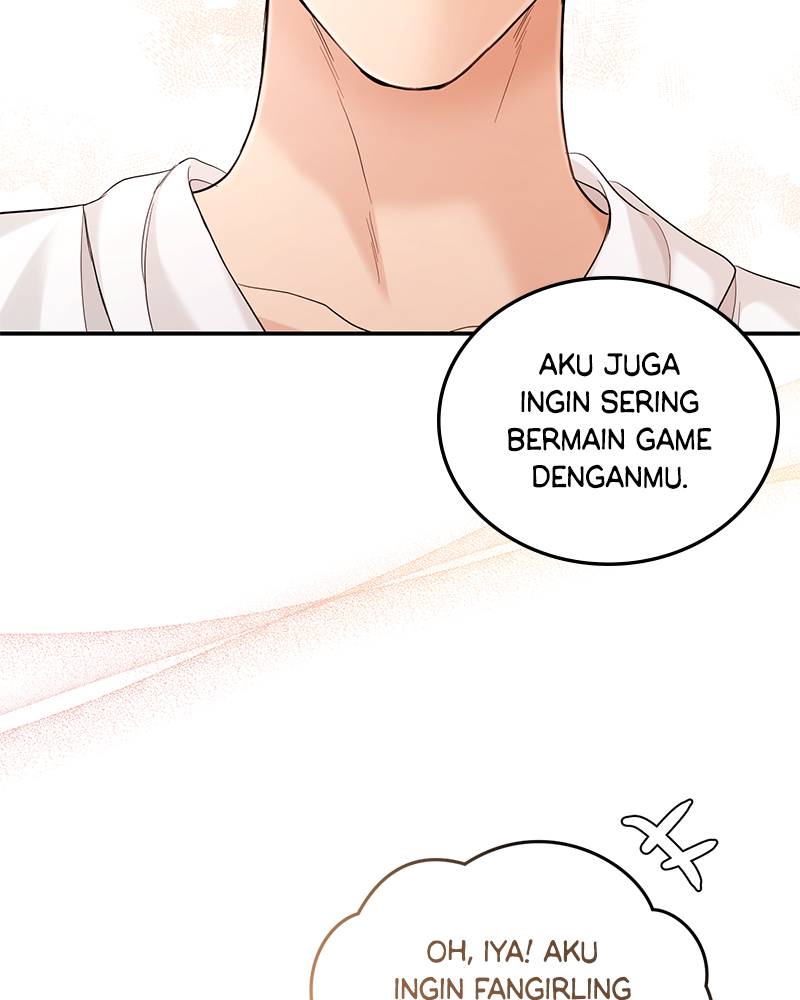 AKU JUGA
INGIN SERING
BERMAIN GAME
DENGANMU.
OH, IYA! AKU
INGIN FANGIRLING